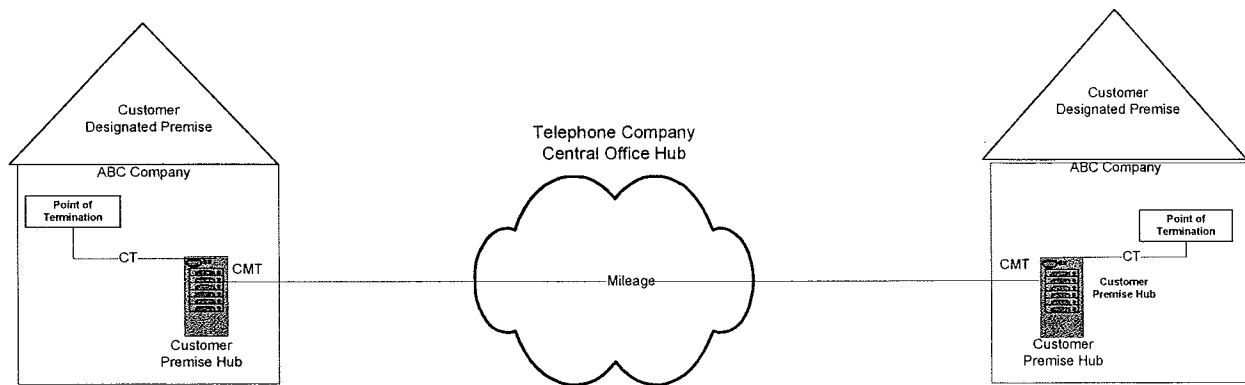 Customer
Designated Premise
ABC Company
Point of
Termination
CT
CMT
Customer
Premise Hub
Telephone Company
Central Office Hub
Mileage
Customer
Designated Premise
ABC Company
Point of
Termination
CMT
CT
Customer
Premise Hub
Customer
Premise Hub